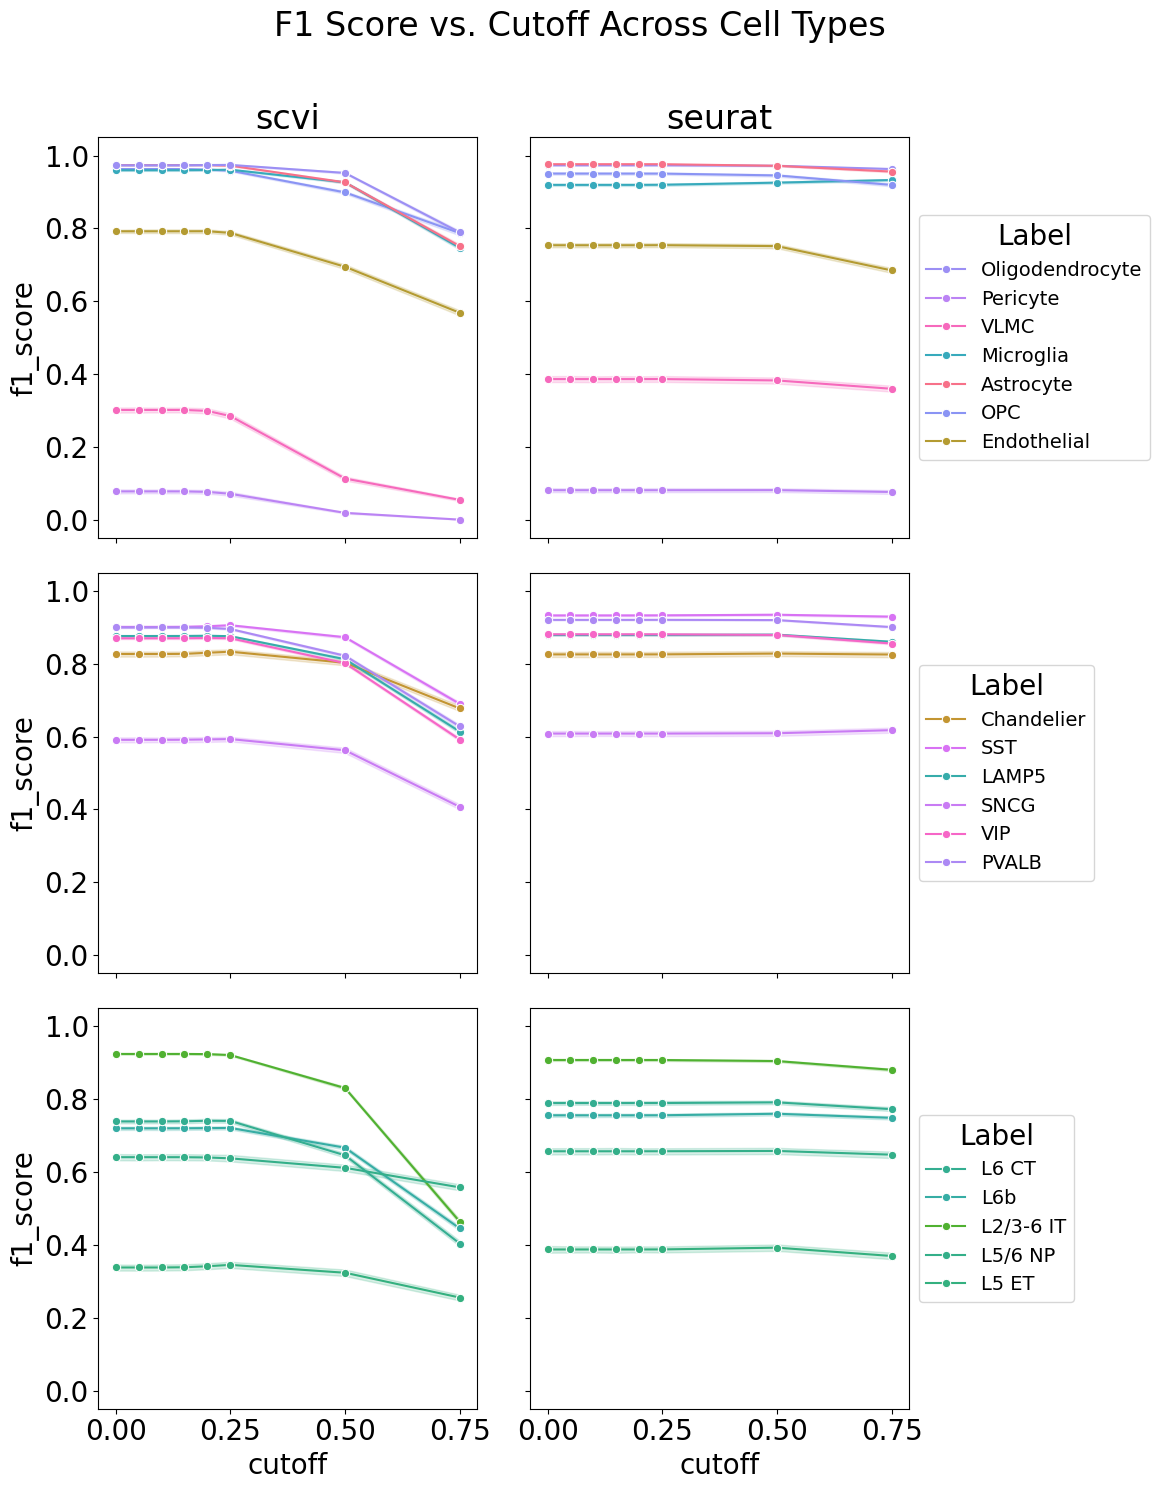 F1 Score vs. Cutoff Across Cell Types
scvi
seurat
1.0
0.8
0.6
0.4
0.2
0.0
f1_score
Label
Oligodendrocyte
Pericyte
VLMC
Microglia
Astrocyte
OPC
Endothelial
1.0
0.8
0.6
0.4
0.2
0.0
f1_score
Label
Chandelier
SST
LAMP5
SNCG
VIP
PVALB
1.0
0.8
0.6
0.4
0.2
0.0
f1_score
Label
L6 CT
L6b
L2/3-6 IT
L5/6 NP
L5 ET
0.00 0.25 0.50 0.75
cutoff
0.00 0.25 0.50 0.75
cutoff